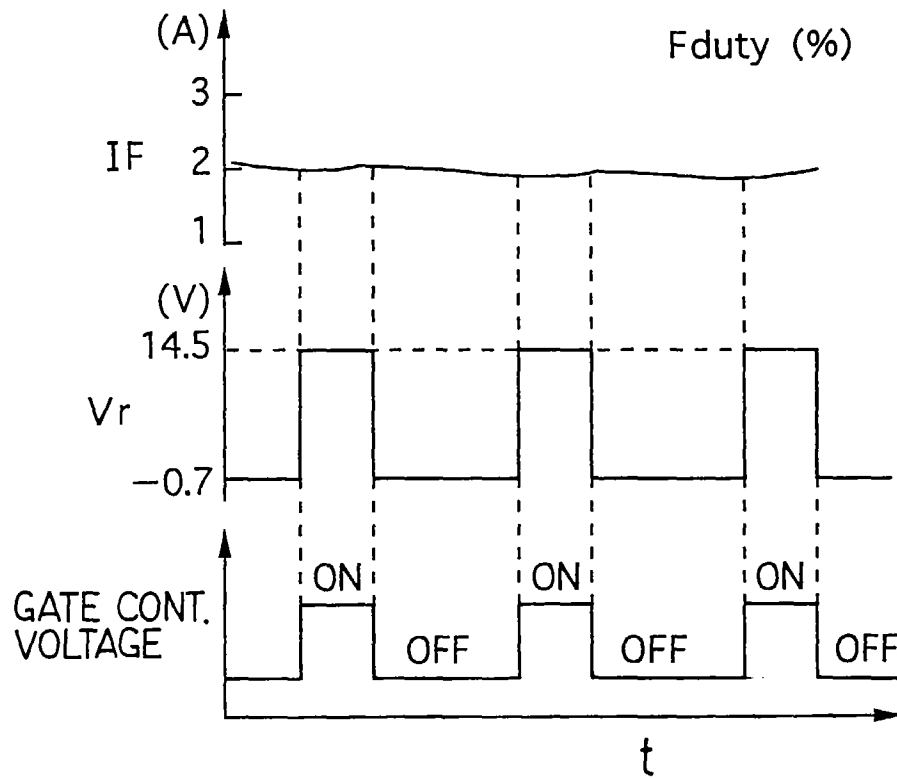 (A)
Fduty (%)
3
IF 2
1
(V)
14.5
Vr
−0.7
ON ON ON
GATE CONT.
VOLTAGE
OFF OFF OFF
t